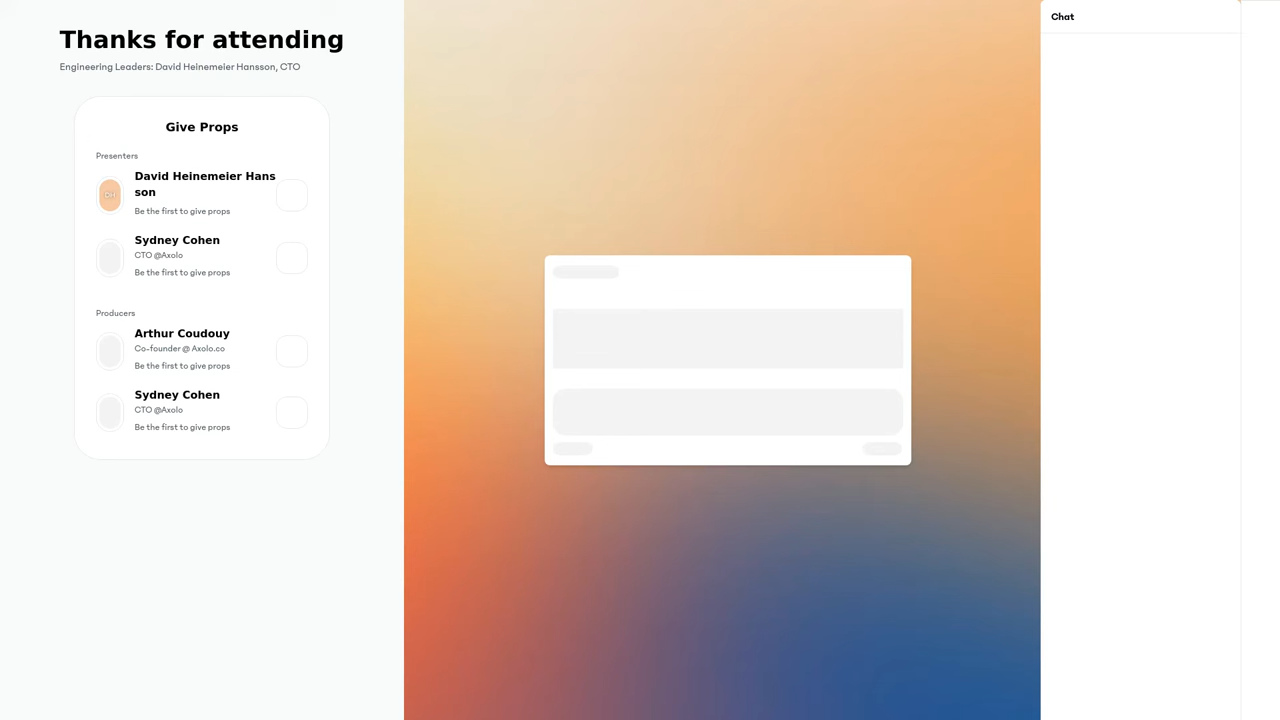 Thanks for attending
Engineering Leaders: David Heinemeier Hansson, CTO
Give Props
Presenters
CH
David Heinemeier Hans
son
Be the first to give props
Sydney Cohen
CTO @Axolo
Be the first to give props
Producers
Arthur Coudouy
Co-founder @ Axolo.co
Be the first to give props
Sydney Cohen
CTO @Axolo
Be the first to give props
Chat